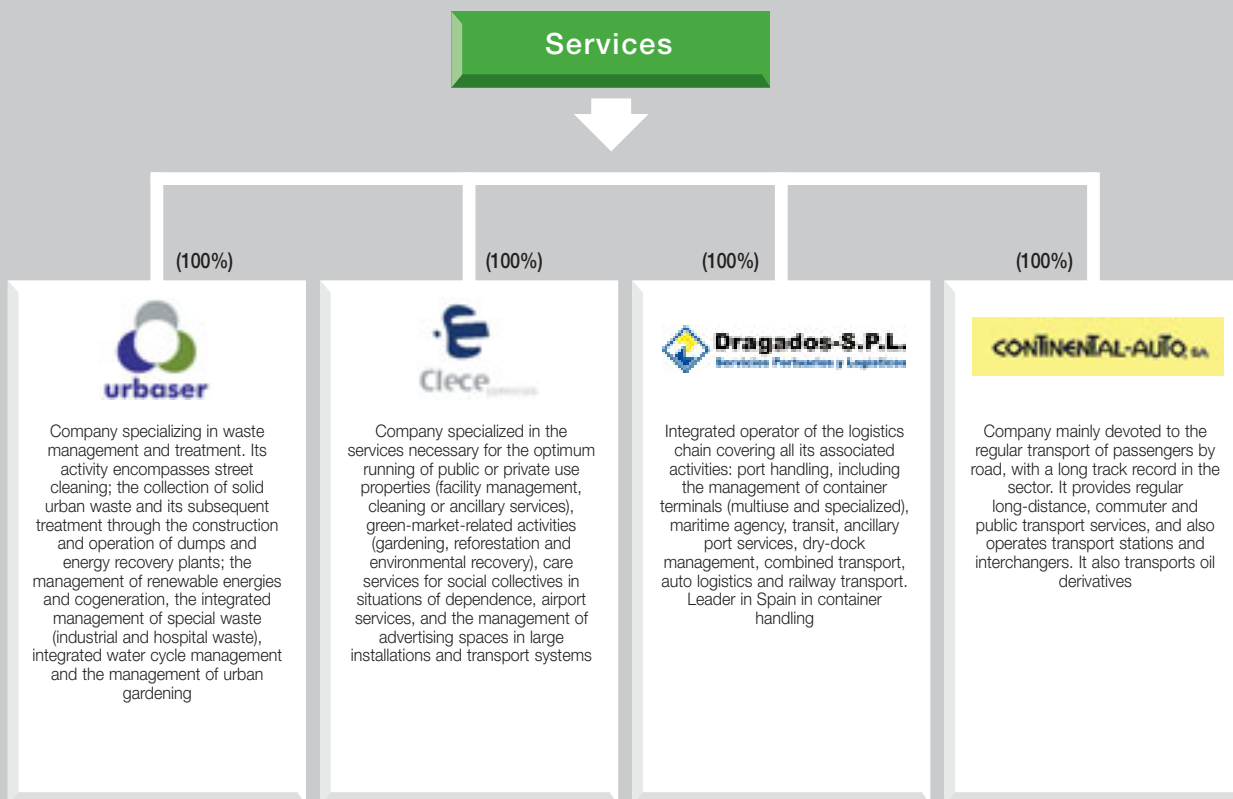 Services
(100%)
(100%)
(100%)
(100%)
urbaser
Company specializing in waste
management and treatment. Its
activity encompasses street
cleaning; the collection of solid
urban waste and its subsequent
treatment through the construction
and operation of dumps and
energy recovery plants; the
management of renewable energies
and cogeneration, the integrated
management of special waste
(industrial and hospital waste),
integrated water cycle management
and the management of urban
gardening
Clece
Company specialized in the
services necessary for the optimum
running of public or private use
properties (facility management,
cleaning or ancillary services),
green-market-related activities
(gardening, reforestation and
environmental recovery), care
services for social collectives in
situations of dependence, airport
services, and the management of
advertising spaces in large
installations and transport systems
Dragados-S.P.L.
Servicios Portuarios y Logísticos
Integrated operator of the logistics
chain covering all its associated
activities: port handling, including
the management of container
terminals (multiuse and specialized),
maritime agency, transit, ancillary
port services, dry-dock
management, combined transport,
auto logistics and railway transport.
Leader in Spain in container
handling
CONTINENTAL-AUTO, S.A.
Company mainly devoted to the
regular transport of passengers by
road, with a long track record in the
sector. It provides regular
long-distance, commuter and
public transport services, and also
operates transport stations and
interchangers. It also transports oil
derivatives